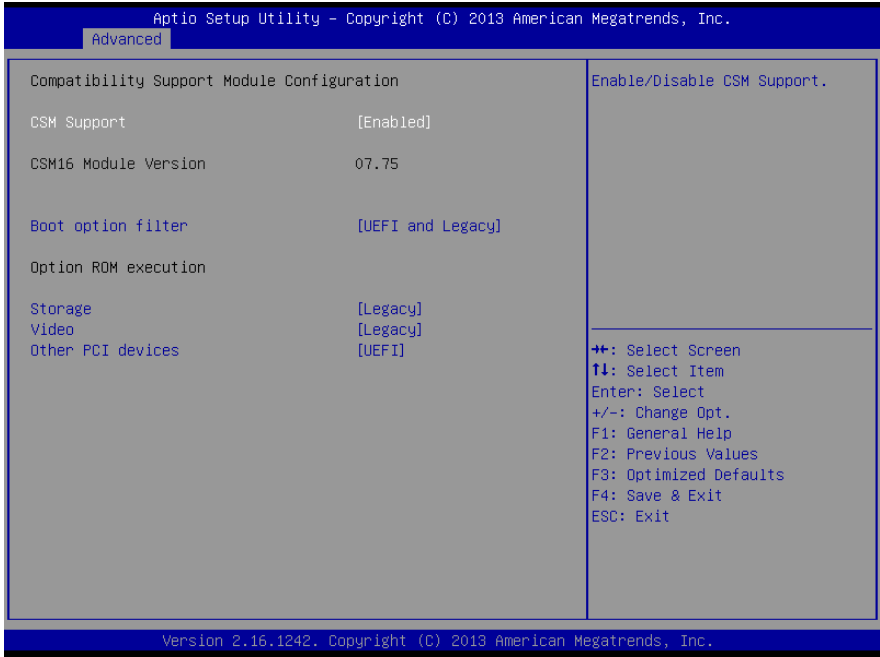 Aptio Setup Utility – Copyright (C) 2013 American Megatrends, Inc.
Advanced
Compatibility Support Module Configuration
CSM Support [Enabled]
CSM16 Module Version 07.75
Boot option filter [UEFI and Legacy]
Option ROM execution
Storage [Legacy]
Video [Legacy]
Other PCI devices [UEFI]
Enable/Disable CSM Support.
→←: Select Screen
↑↓: Select Item
Enter: Select
+/-: Change Opt.
F1: General Help
F2: Previous Values
F3: Optimized Defaults
F4: Save & Exit
ESC: Exit
Version 2.16.1242. Copyright (C) 2013 American Megatrends, Inc.